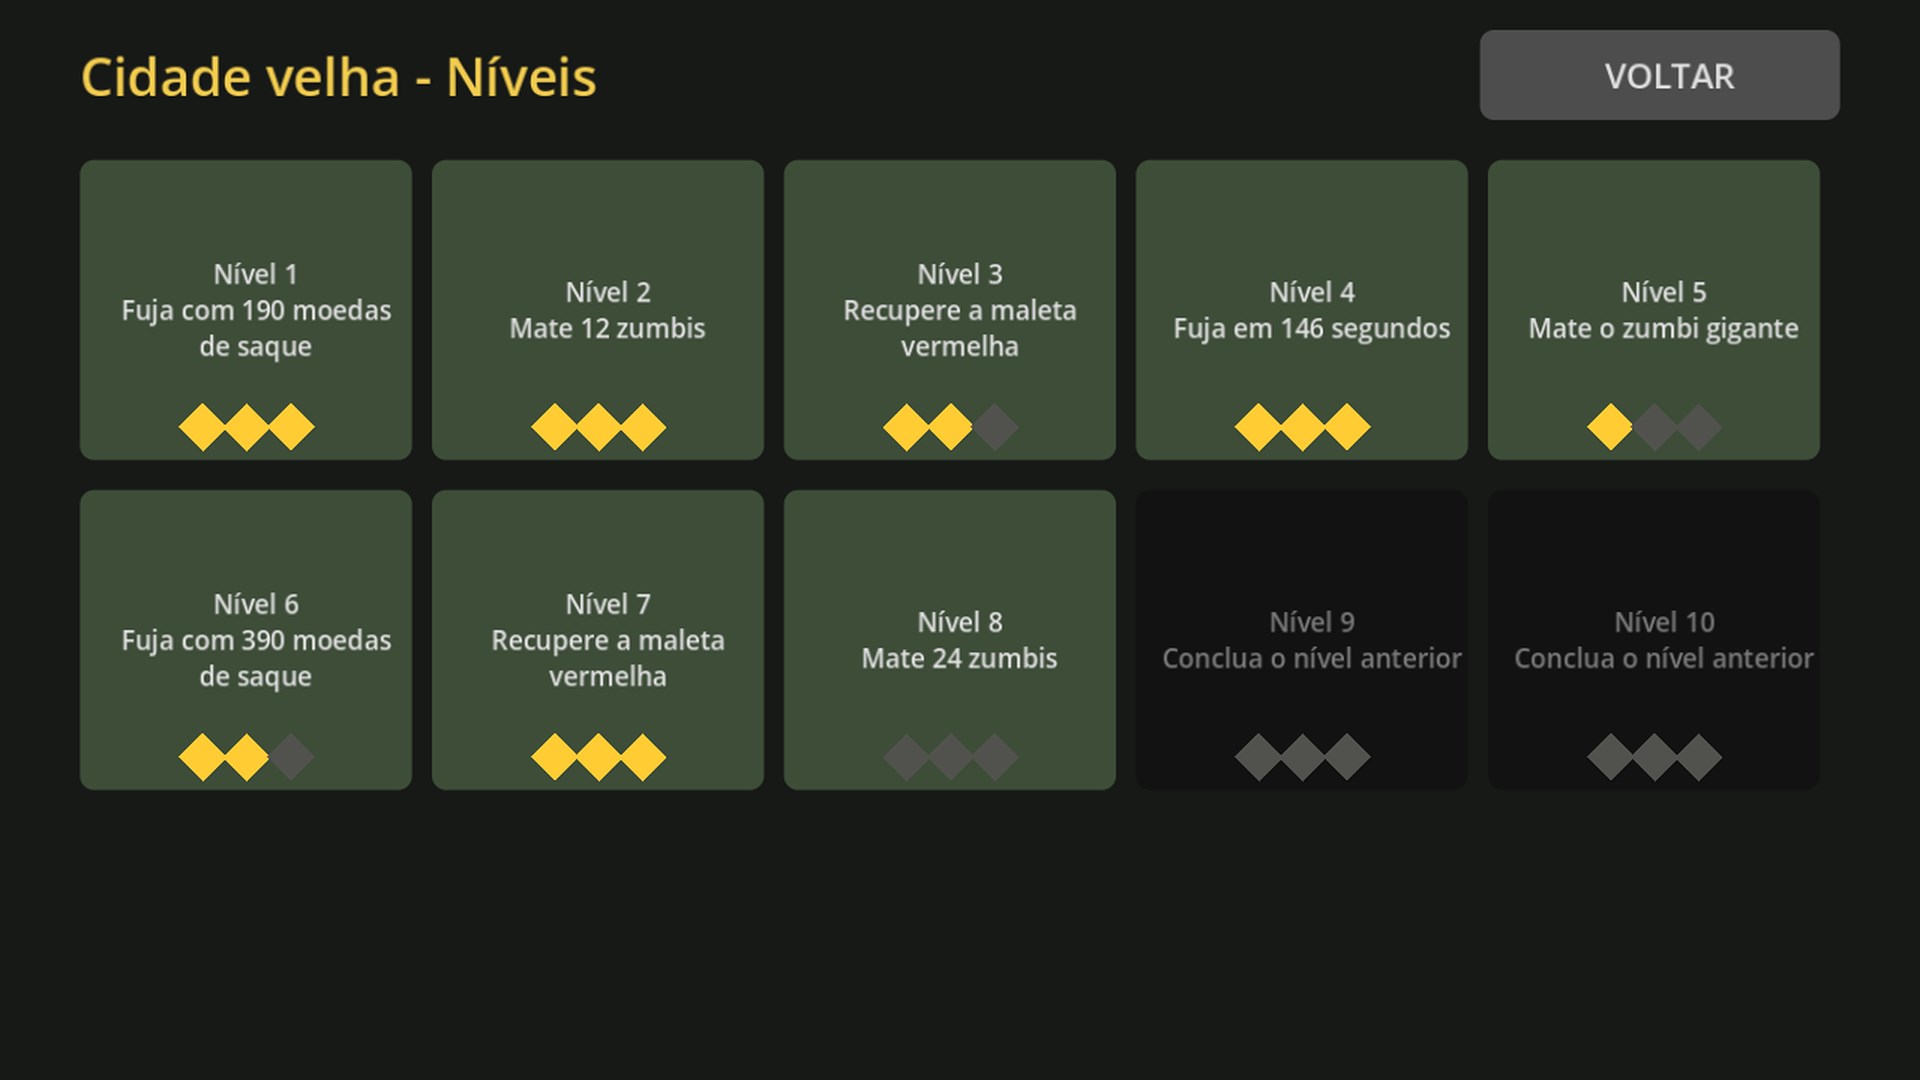 Cidade velha - Níveis
VOLTAR
Nível 1
Fuja com 190 moedas
de saque
Nível 2
Mate 12 zumbis
Nível 3
Recupere a maleta
vermelha
Nível 4
Fuja em 146 segundos
Nível 5
Mate o zumbi gigante
Nível 6
Fuja com 390 moedas
de saque
Nível 7
Recupere a maleta
vermelha
Nível 8
Mate 24 zumbis
Nível 9
Conclua o nível anterior
Nível 10
Conclua o nível anterior